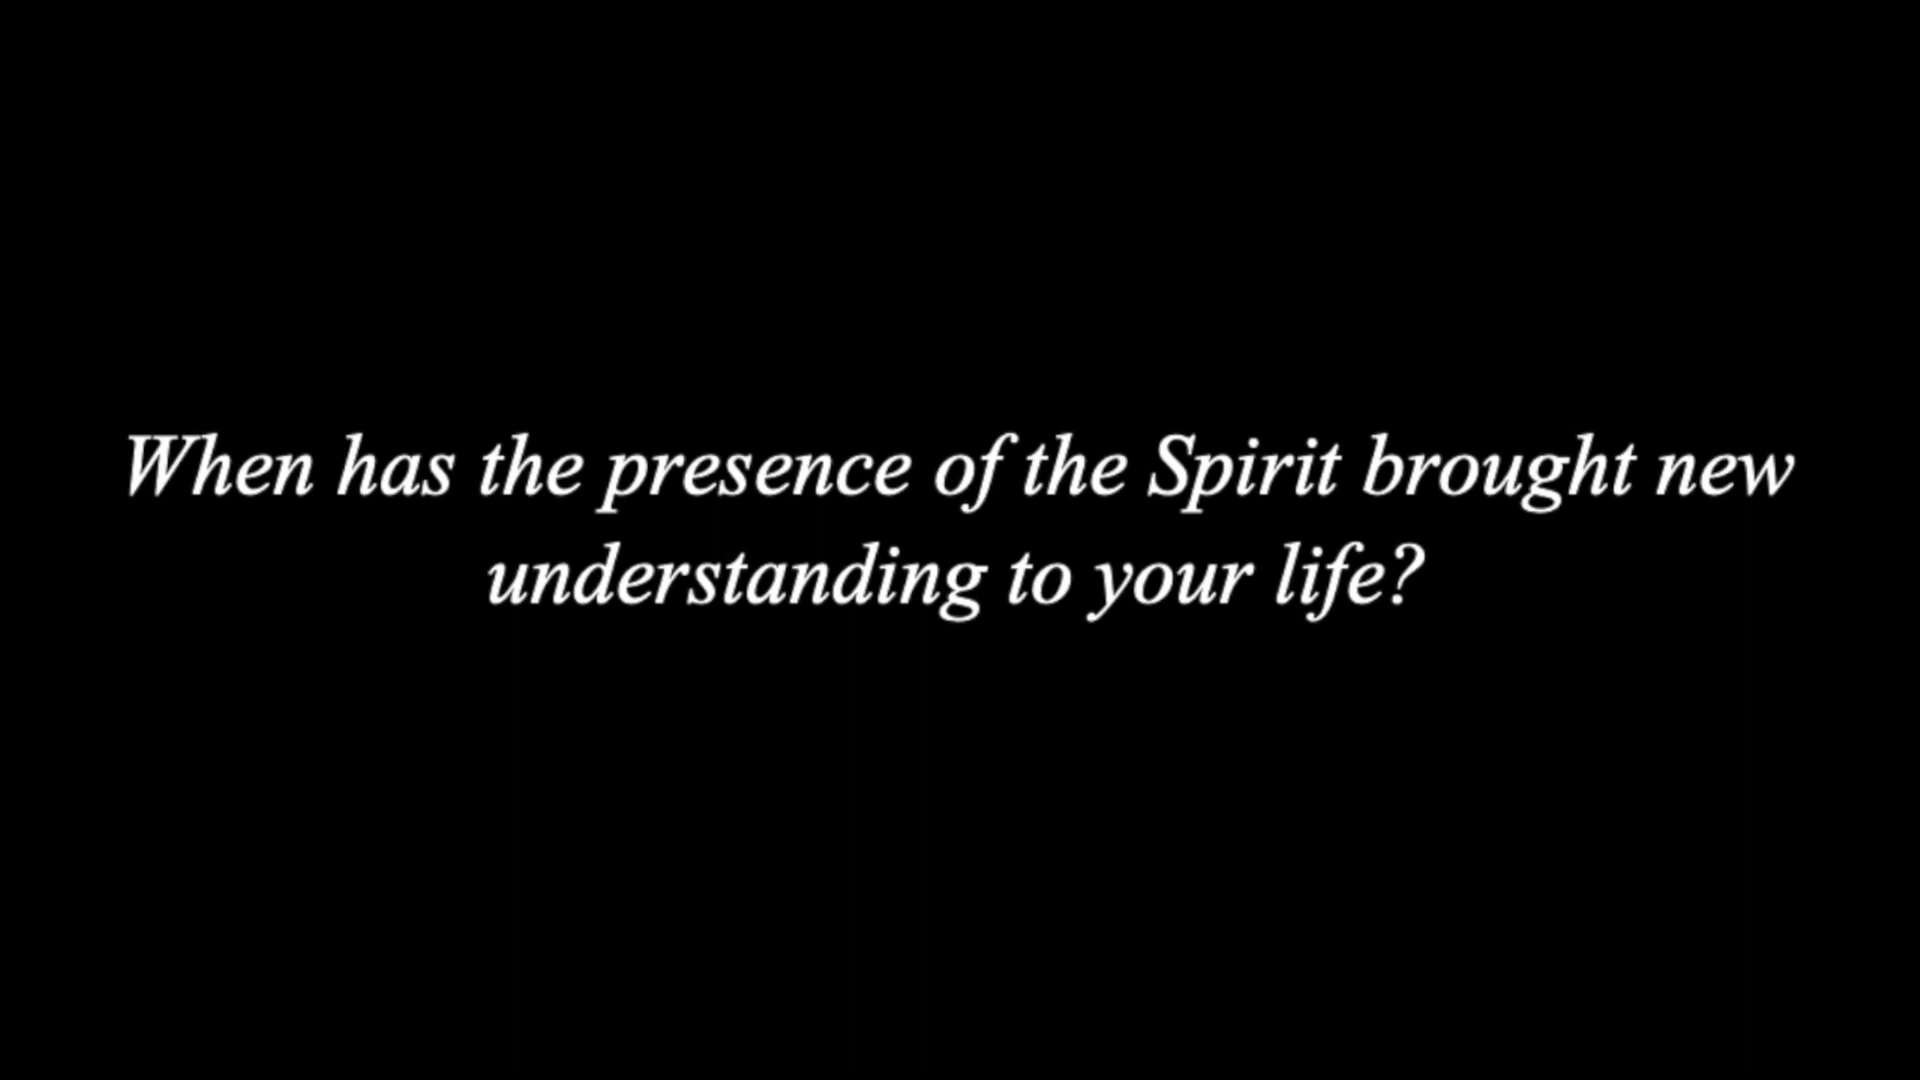 When has the presence of the Spirit brought new
understanding to your life?